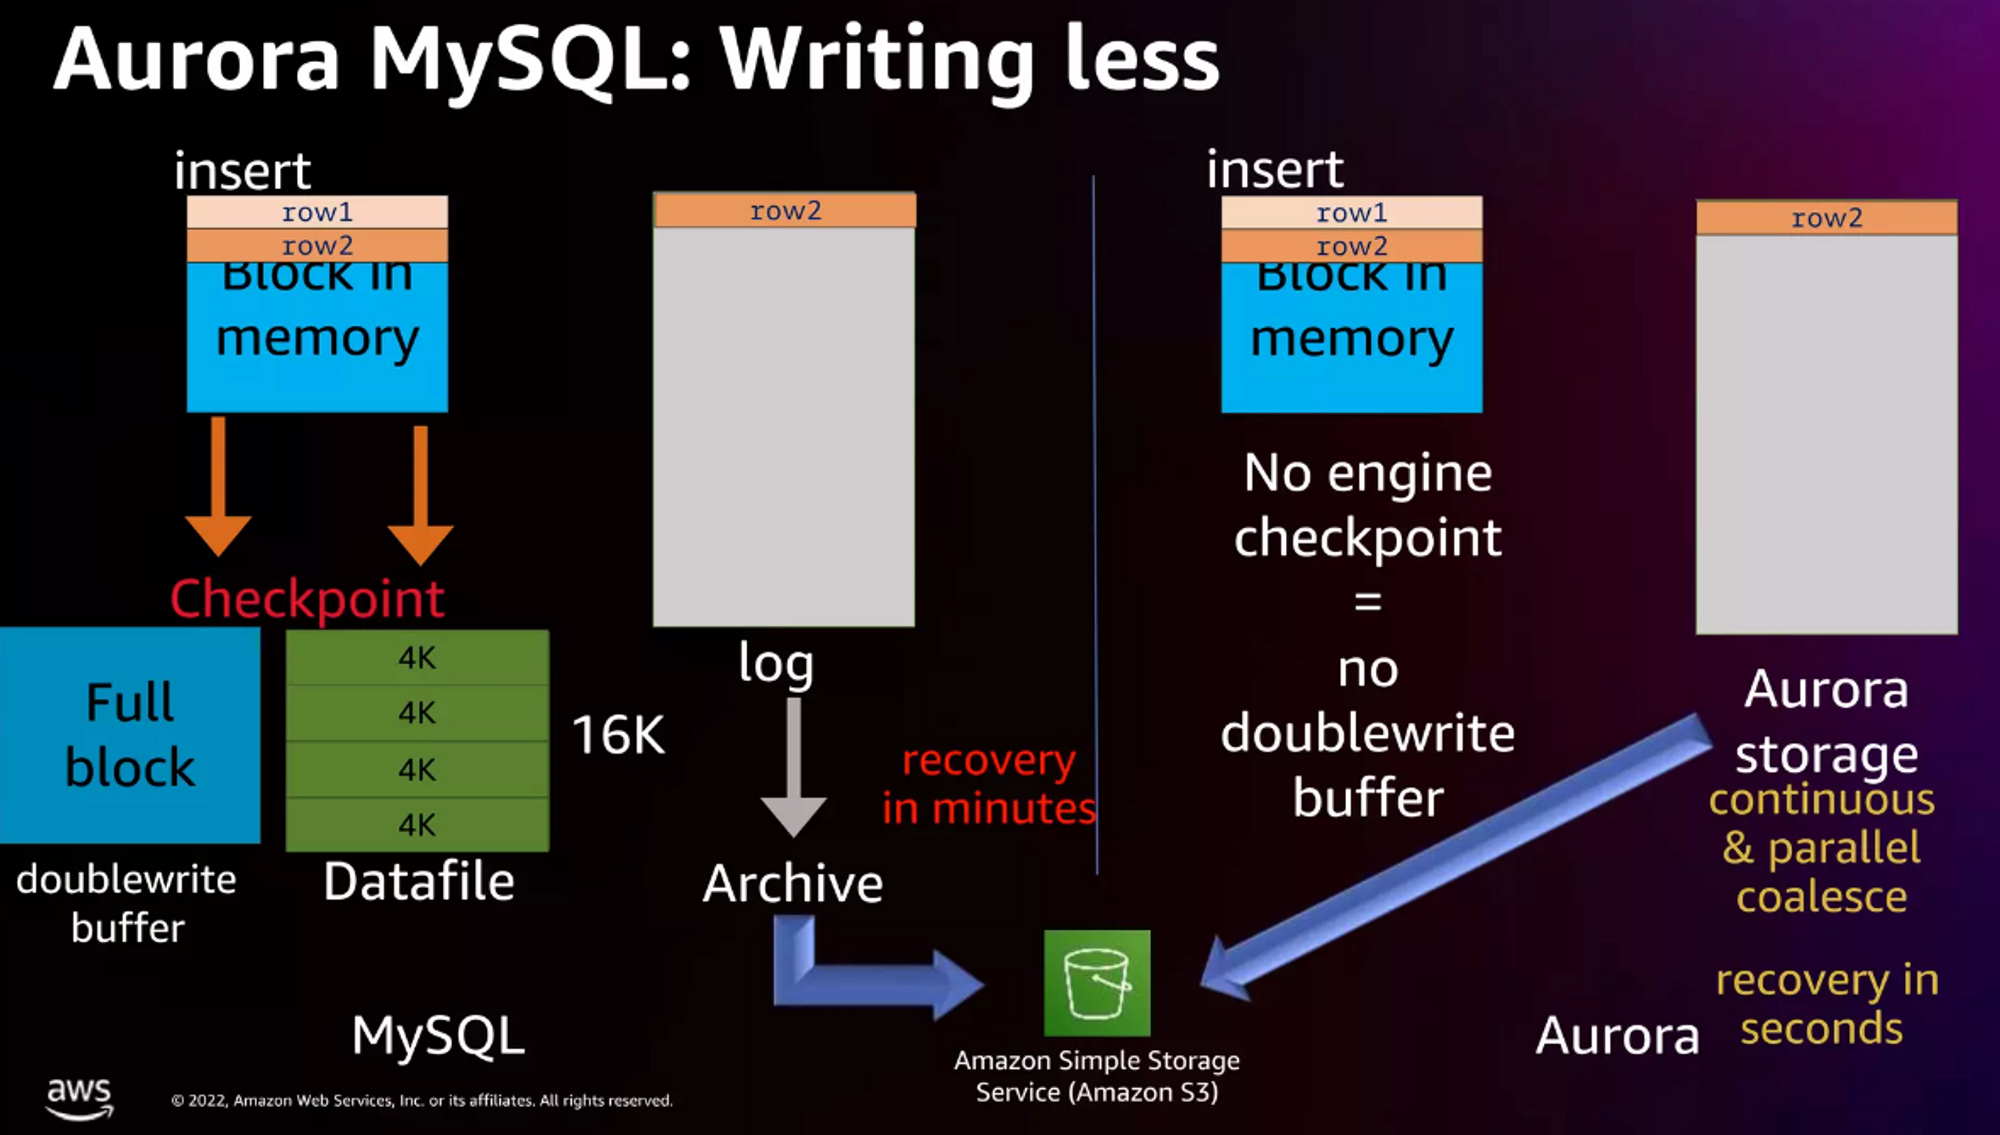 Aurora MySQL: Writing less
insert
row1
row2
Block in
memory
Checkpoint
Full
block
doublewrite
buffer
4K
4K
4K
4K
16K
Datafile
row2
log
Archive
recovery
in minutes
MySQL
insert
row1
row2
Block in
memory
No engine
checkpoint
=
no
doublewrite
buffer
row2
Aurora
storage
continuous
& parallel
coalesce
recovery in
seconds
Aurora
Amazon Simple Storage
Service (Amazon S3)
aws
© 2022, Amazon Web Services, Inc. or its affiliates. All rights reserved.